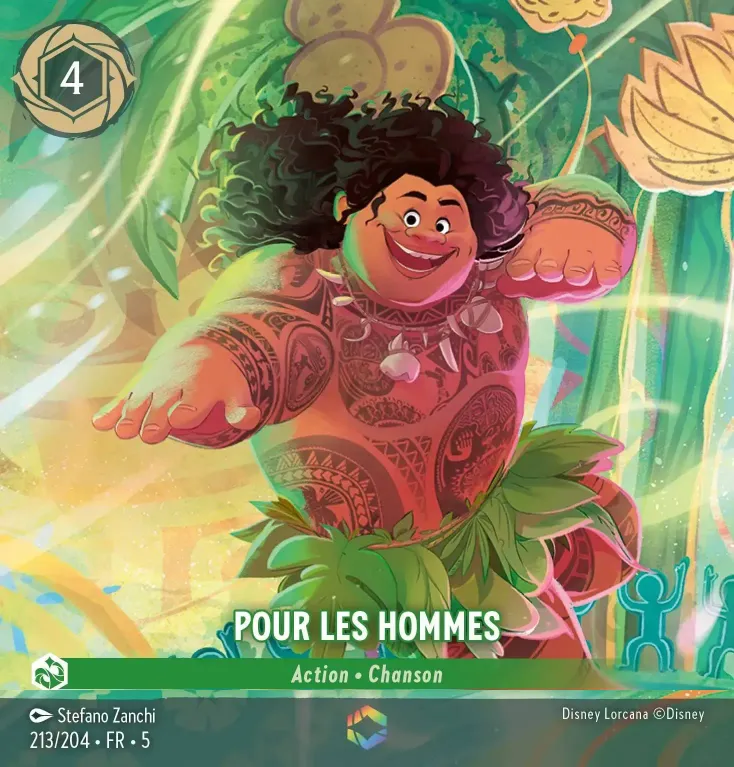 4
POUR LES HOMMES
Action • Chanson
Stefano Zanchi
Disney Lorcana ©Disney
213/204 • FR • 5